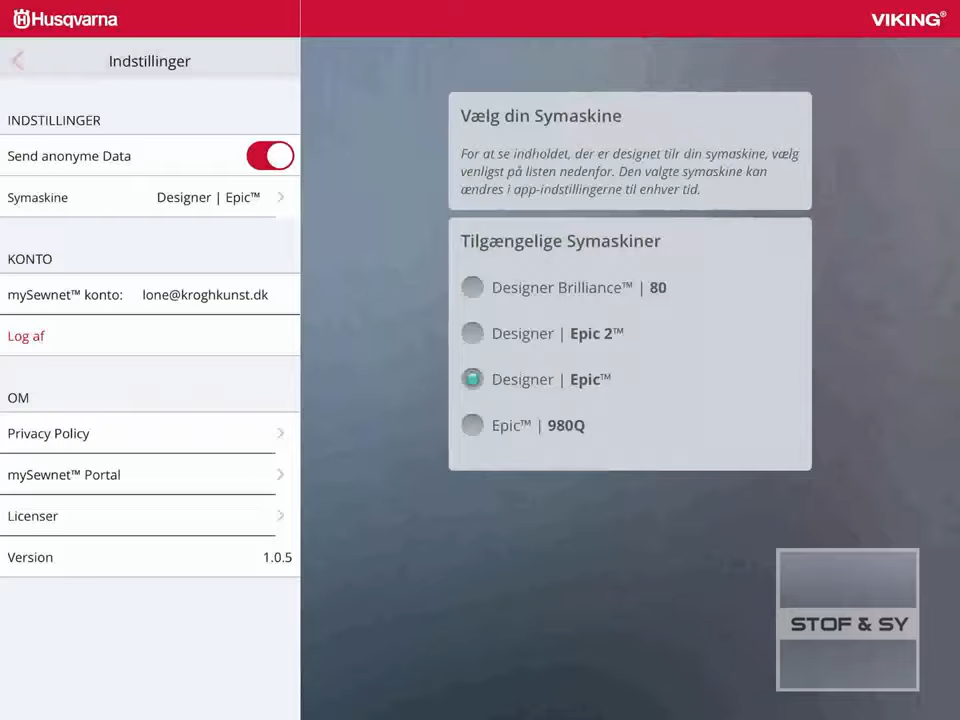 Husqvarna
VIKING®
Indstillinger
INDSTILLINGER
Send anonyme Data
Symaskine Designer | Epic™
KONTO
mySewnet™ konto: lone@kroghkunst.dk
Log af
OM
Privacy Policy
mySewnet™ Portal
Licenser
Version 1.0.5
Vælg din Symaskine
For at se indholdet, der er designet tilr din symaskine, vælg
venligst på listen nedenfor. Den valgte symaskine kan
ændres i app-indstillingerne til enhver tid.
Tilgængelige Symaskiner
Designer Brilliance™ | 80
Designer | Epic 2™
Designer | Epic™
Epic™ | 980Q
STOF & SY